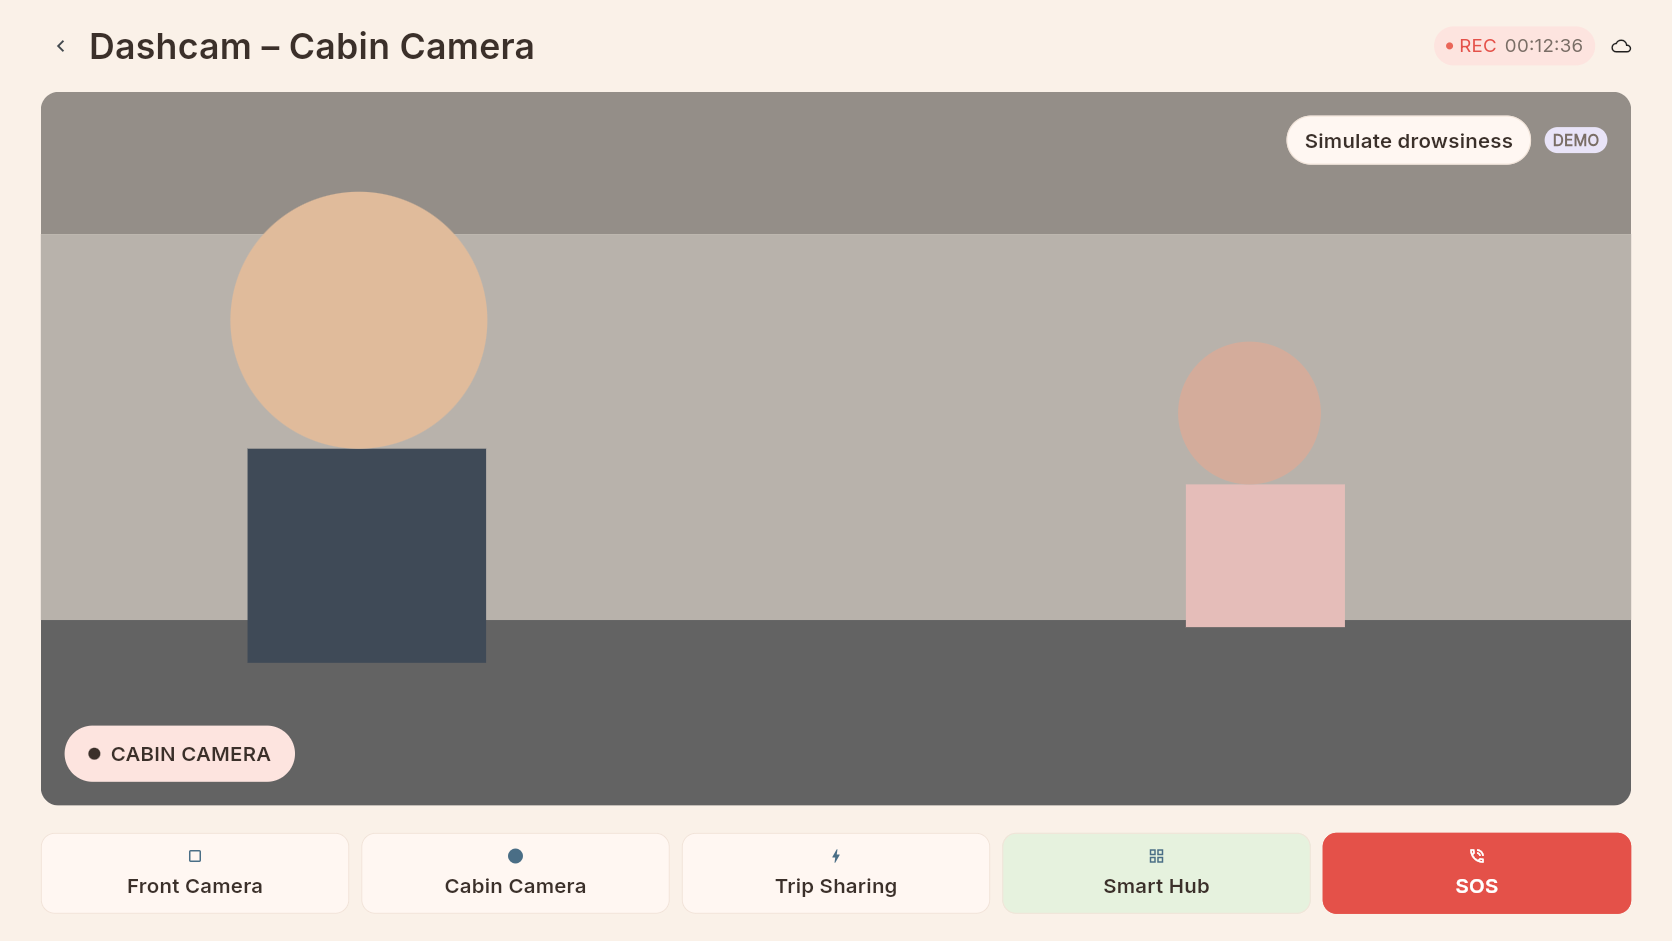 Dashcam – Cabin Camera
REC 00:12:36
Simulate drowsiness
DEMO
CABIN CAMERA
Front Camera
Cabin Camera
Trip Sharing
Smart Hub
SOS